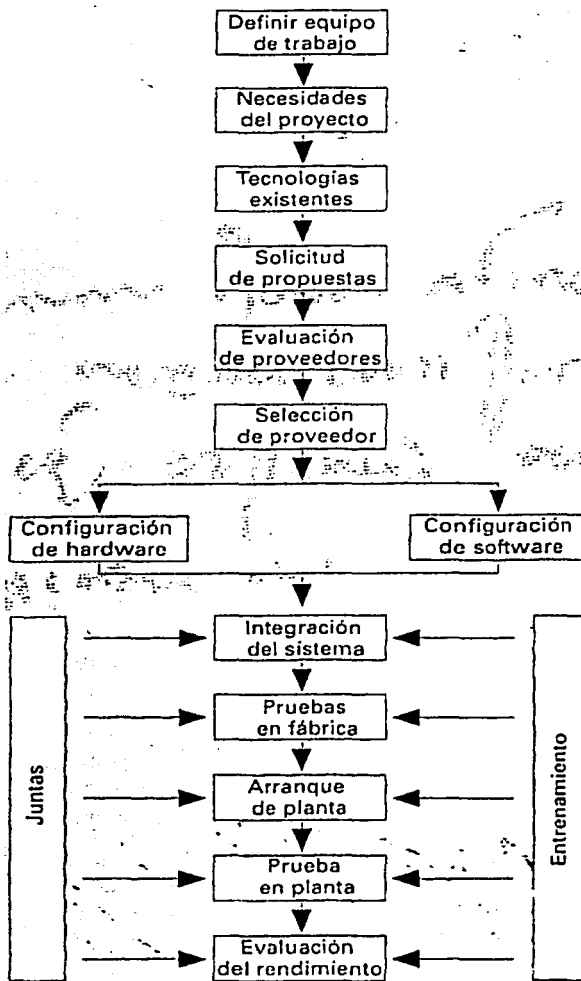 Definir equipo
de trabajo
Necesidades
del proyecto
Tecnologías
existentes
Solicitud
de propuestas
Evaluación
de proveedores
Selección
de proveedor
Configuración
de hardware
Configuración
de software
Integración
del sistema
Pruebas
en fábrica
Arranque
de planta
Prueba
en planta
Evaluación
del rendimiento
Juntas
Entrenamiento